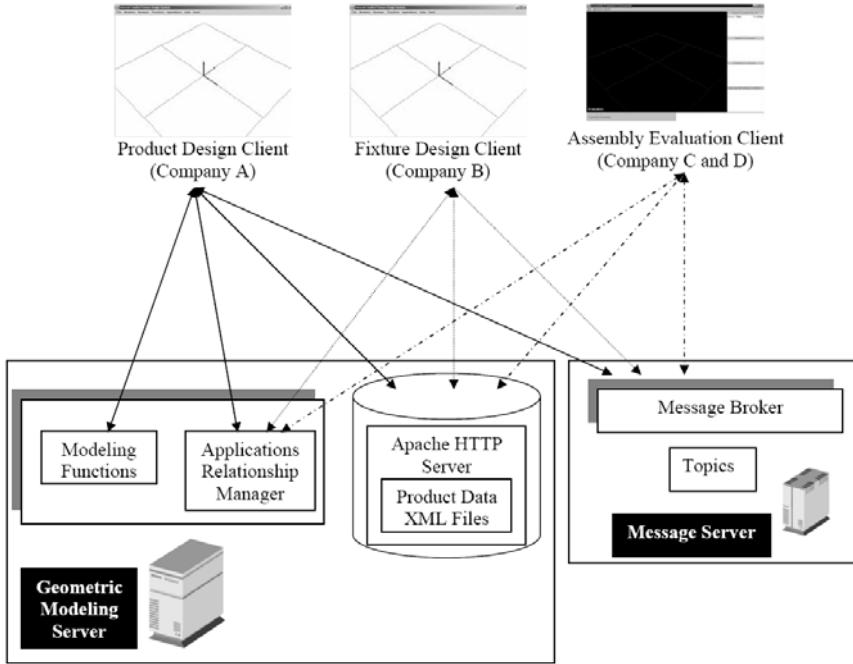 Product Design Client
(Company A)
Fixture Design Client
(Company B)
Assembly Evaluation Client
(Company C and D)
Modeling
Functions
Applications
Relationship
Manager
Apache HTTP
Server
Product Data
XML Files
Message Broker
Topics
Message Server
Geometric
Modeling
Server